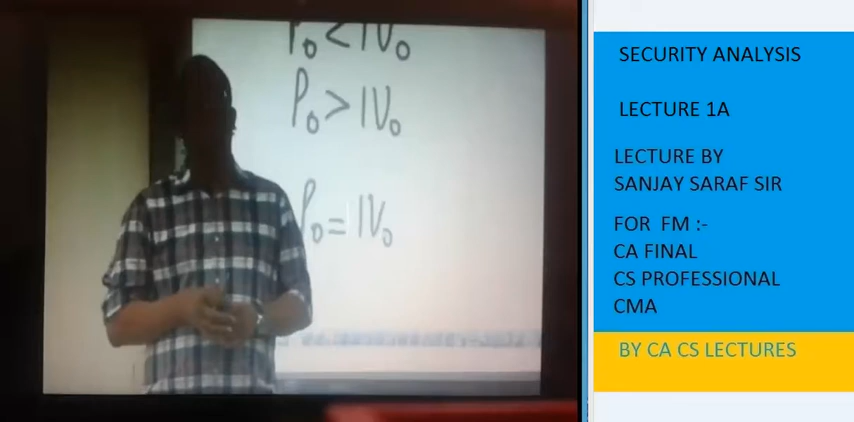 P₀ < IV₀
P₀ > IV₀
P₀ = IV₀
SECURITY ANALYSIS
LECTURE 1A
LECTURE BY
SANJAY SARAF SIR
FOR FM :-
CA FINAL
CS PROFESSIONAL
CMA
BY CA CS LECTURES